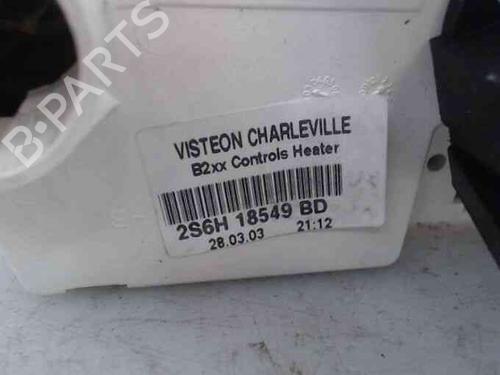 B-PARTS
VISTEON CHARLEVILLE
B2xx Controls Heater
2S6H 18549 BD
28.03.03 21:12